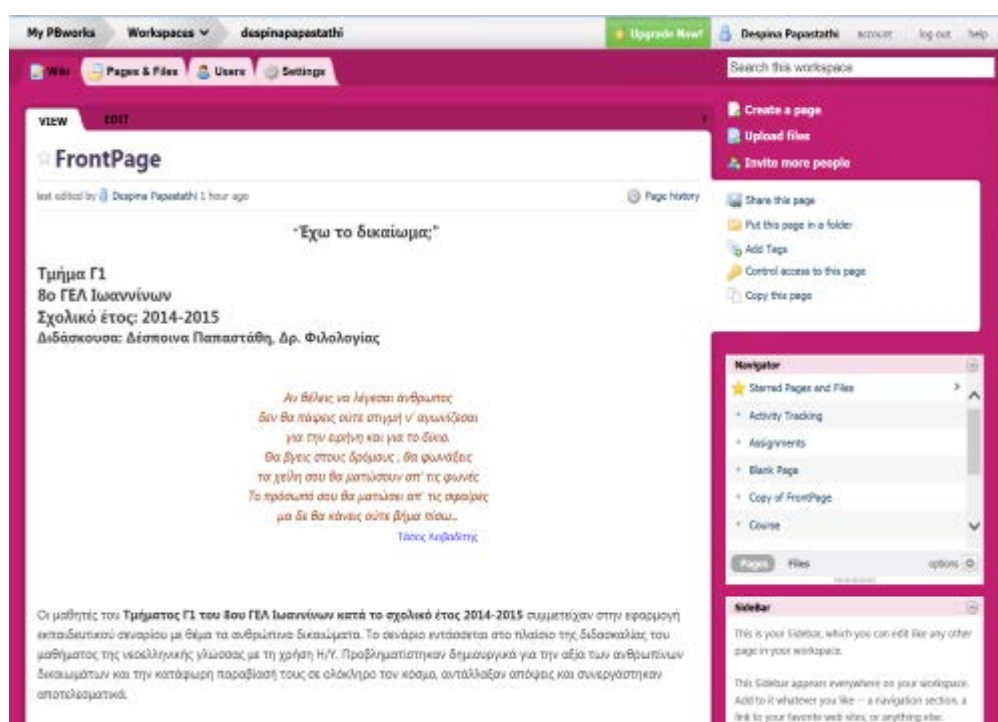 My PBworks Workspaces despinapapastathi Upgrade Now! Despina Papastathi account log out help
Wiki Pages & Files Users Settings Search this workspace
VIEW EDIT
FrontPage
last edited by Despina Papastathi 1 hour ago Page history
"Έχω το δικαίωμα;"
Τμήμα Γ1
8ο ΓΕΛ Ιωαννίνων
Σχολικό έτος: 2014-2015
Διδάσκουσα: Δέσποινα Παπαστάθη, Δρ. Φιλολογίας
Αν θέλεις να λέγεσαι άνθρωπος
δεν θα πάψεις ούτε στιγμή ν' αγωνίζεσαι
για την ειρήνη και για το δίκιο.
Θα βγεις στους δρόμους , θα φωνάξεις
τα χείλη σου θα ματώσουν απ' τις φωνές
Το πρόσωπό σου θα ματώσει απ' τις σφαίρες
μα δε θα κάνεις ούτε βήμα πίσω..
Τάσος Λειβαδίτης
Οι μαθητές του Τμήματος Γ1 του 8ου ΓΕΛ Ιωαννίνων κατά το σχολικό έτος 2014-2015 συμμετείχαν στην εφαρμογή
εκπαιδευτικού σεναρίου με θέμα τα ανθρώπινα δικαιώματα. Το σενάριο εντάσσεται στο πλαίσιο της διδασκαλίας του
μαθήματος της νεοελληνικής γλώσσας με τη χρήση Η/Υ. Προβληματίστηκαν δημιουργικά για την αξία των ανθρωπίνων
δικαιωμάτων και την κατάφωρη παραβίασή τους σε ολόκληρο τον κόσμο, αντάλλαξαν απόψεις και συνεργάστηκαν
αποτελεσματικά.
Create a page
Upload files
Invite more people
Share this page
Put this page in a folder
Add Tags
Control access to this page
Copy this page
Navigator
Starred Pages and Files
Activity Tracking
Assignments
Blank Page
Copy of FrontPage
Course
Pages Files options
SideBar
This is your Sidebar, which you can edit like any other
page in your workspace.
This Sidebar appears everywhere on your workspace.
Add to it whatever you like -- a navigation section, a
link to your favorite web sites, or anything else.